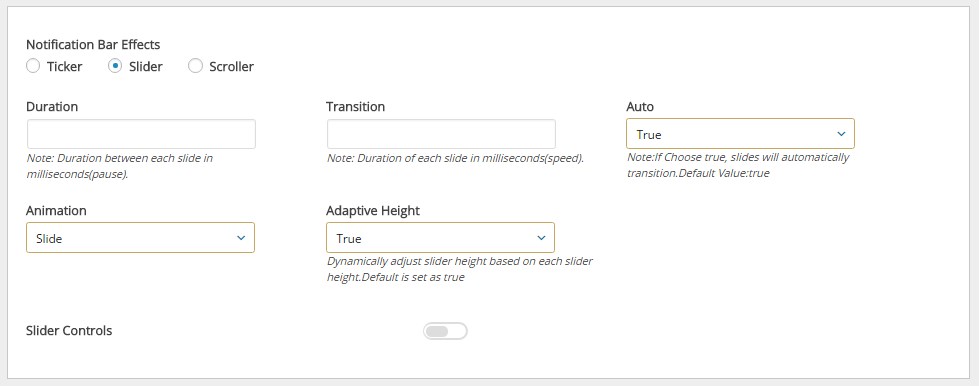 Notification Bar Effects
Ticker Slider Scroller
Duration Transition Auto
True
Note: Duration between each slide in
milliseconds(pause).
Note: Duration of each slide in milliseconds(speed).
Note:If Choose true, slides will automatically
transition.Default Value:true
Animation Adaptive Height
Slide True
Dynamically adjust slider height based on each slider
height.Default is set as true
Slider Controls